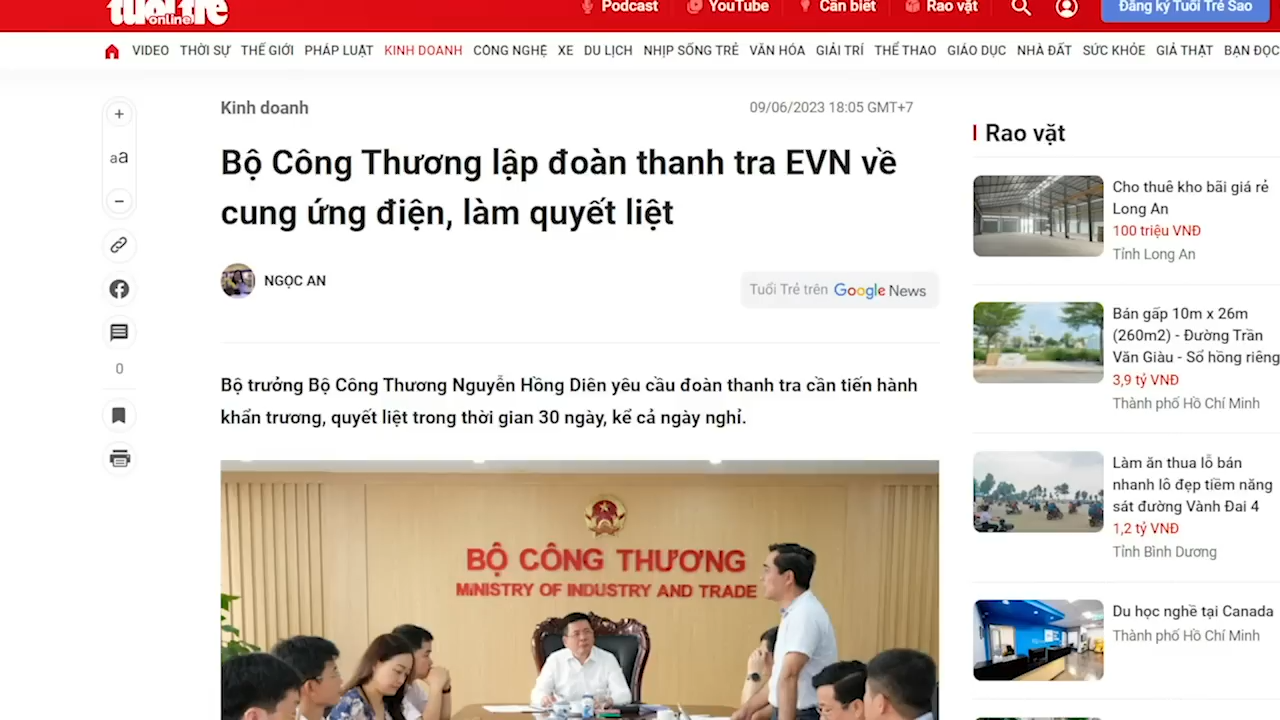 tuổi trẻ
online
Podcast
YouTube
Cần biết
Rao vặt
Đăng ký Tuổi Trẻ Sao
VIDEO THỜI SỰ THẾ GIỚI PHÁP LUẬT KINH DOANH CÔNG NGHỆ XE DU LỊCH NHỊP SỐNG TRẺ VĂN HÓA GIẢI TRÍ THỂ THAO GIÁO DỤC NHÀ ĐẤT SỨC KHỎE GIẢ THẬT BẠN ĐỌC
Kinh doanh
09/06/2023 18:05 GMT+7
Bộ Công Thương lập đoàn thanh tra EVN về
cung ứng điện, làm quyết liệt
NGỌC AN
Tuổi Trẻ trên Google News
Bộ trưởng Bộ Công Thương Nguyễn Hồng Diên yêu cầu đoàn thanh tra cần tiến hành
khẩn trương, quyết liệt trong thời gian 30 ngày, kể cả ngày nghỉ.
BỘ CÔNG THƯƠNG
MINISTRY OF INDUSTRY AND TRADE
+
aa
−
0
Rao vặt
Cho thuê kho bãi giá rẻ
Long An
100 triệu VNĐ
Tỉnh Long An
Bán gấp 10m x 26m
(260m2) - Đường Trần
Văn Giàu - Sổ hồng riêng
3,9 tỷ VNĐ
Thành phố Hồ Chí Minh
Làm ăn thua lỗ bán
nhanh lô đẹp tiềm năng
sát đường Vành Đai 4
1,2 tỷ VNĐ
Tỉnh Bình Dương
Du học nghề tại Canada
Thành phố Hồ Chí Minh